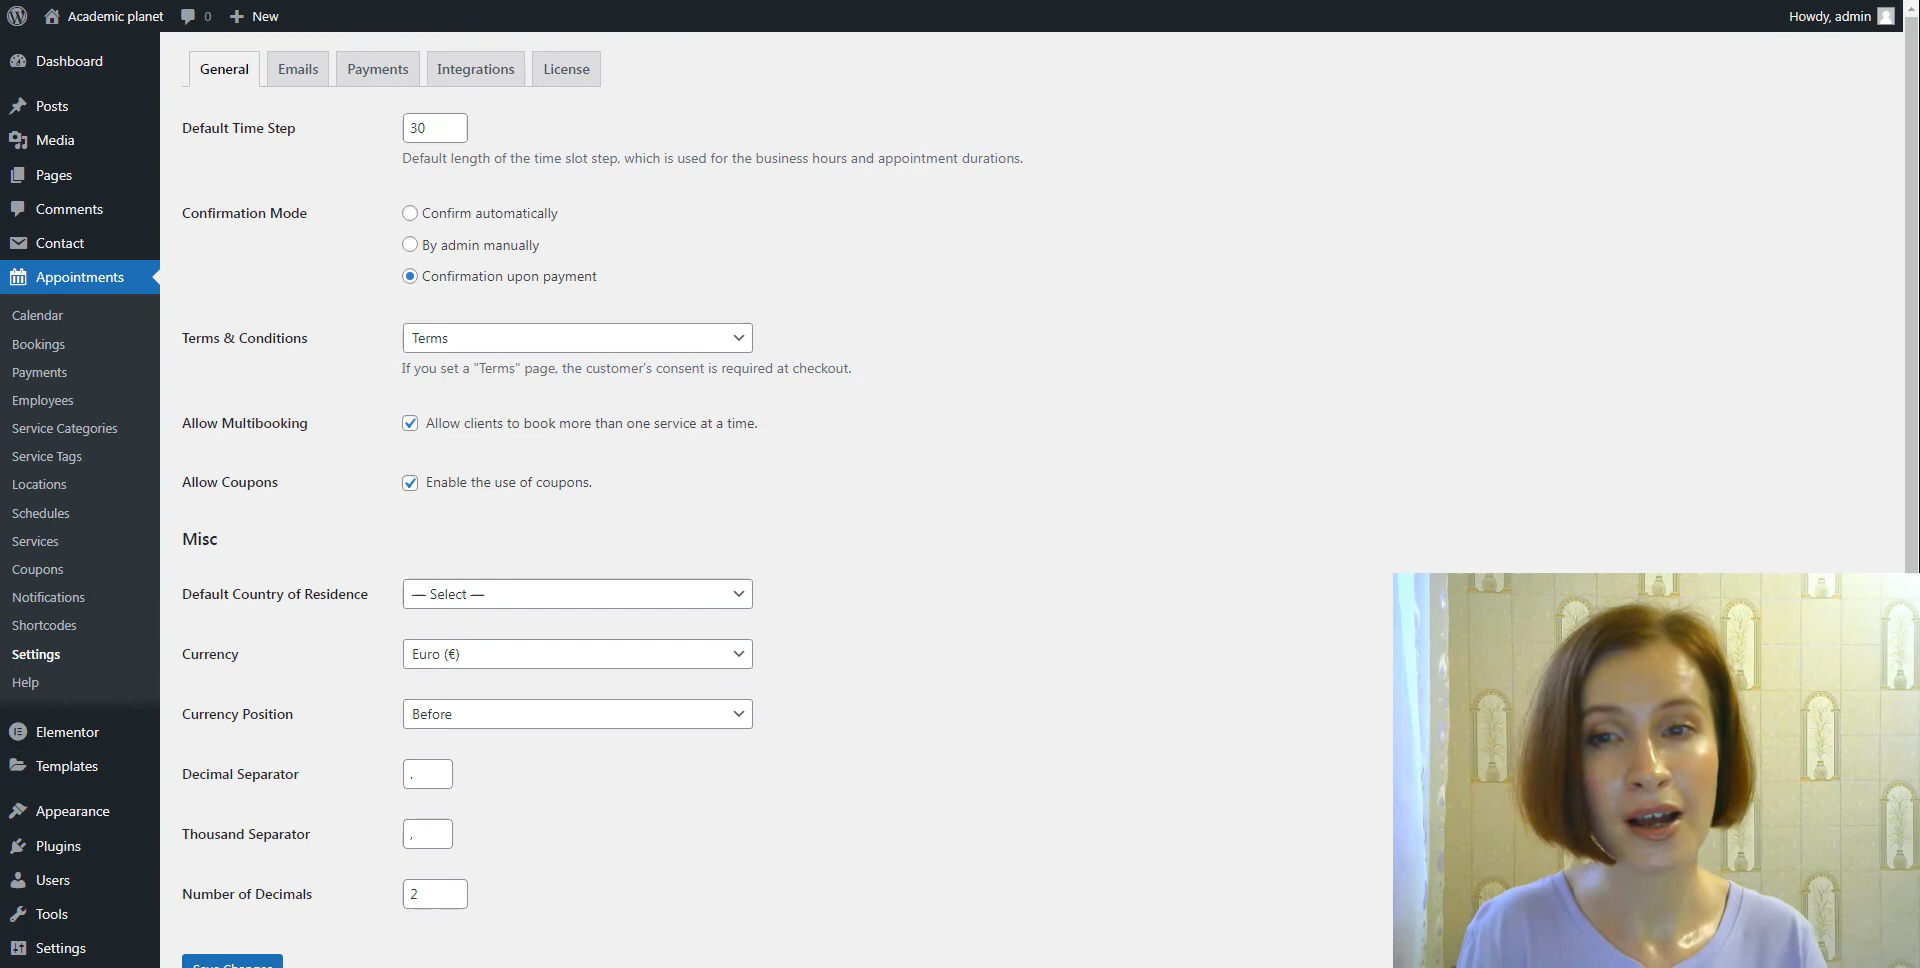 Academic planet 0 New Howdy, admin
Dashboard
Posts
Media
Pages
Comments
Contact
Appointments
Calendar
Bookings
Payments
Employees
Service Categories
Service Tags
Locations
Schedules
Services
Coupons
Notifications
Shortcodes
Settings
Help
Elementor
Templates
Appearance
Plugins
Users
Tools
Settings
General Emails Payments Integrations License
Default Time Step 30
Default length of the time slot step, which is used for the business hours and appointment durations.
Confirmation Mode Confirm automatically
By admin manually
Confirmation upon payment
Terms & Conditions Terms
If you set a "Terms" page, the customer's consent is required at checkout.
Allow Multibooking Allow clients to book more than one service at a time.
Allow Coupons Enable the use of coupons.
Misc
Default Country of Residence — Select —
Currency Euro (€)
Currency Position Before
Decimal Separator .
Thousand Separator ,
Number of Decimals 2
Save Changes